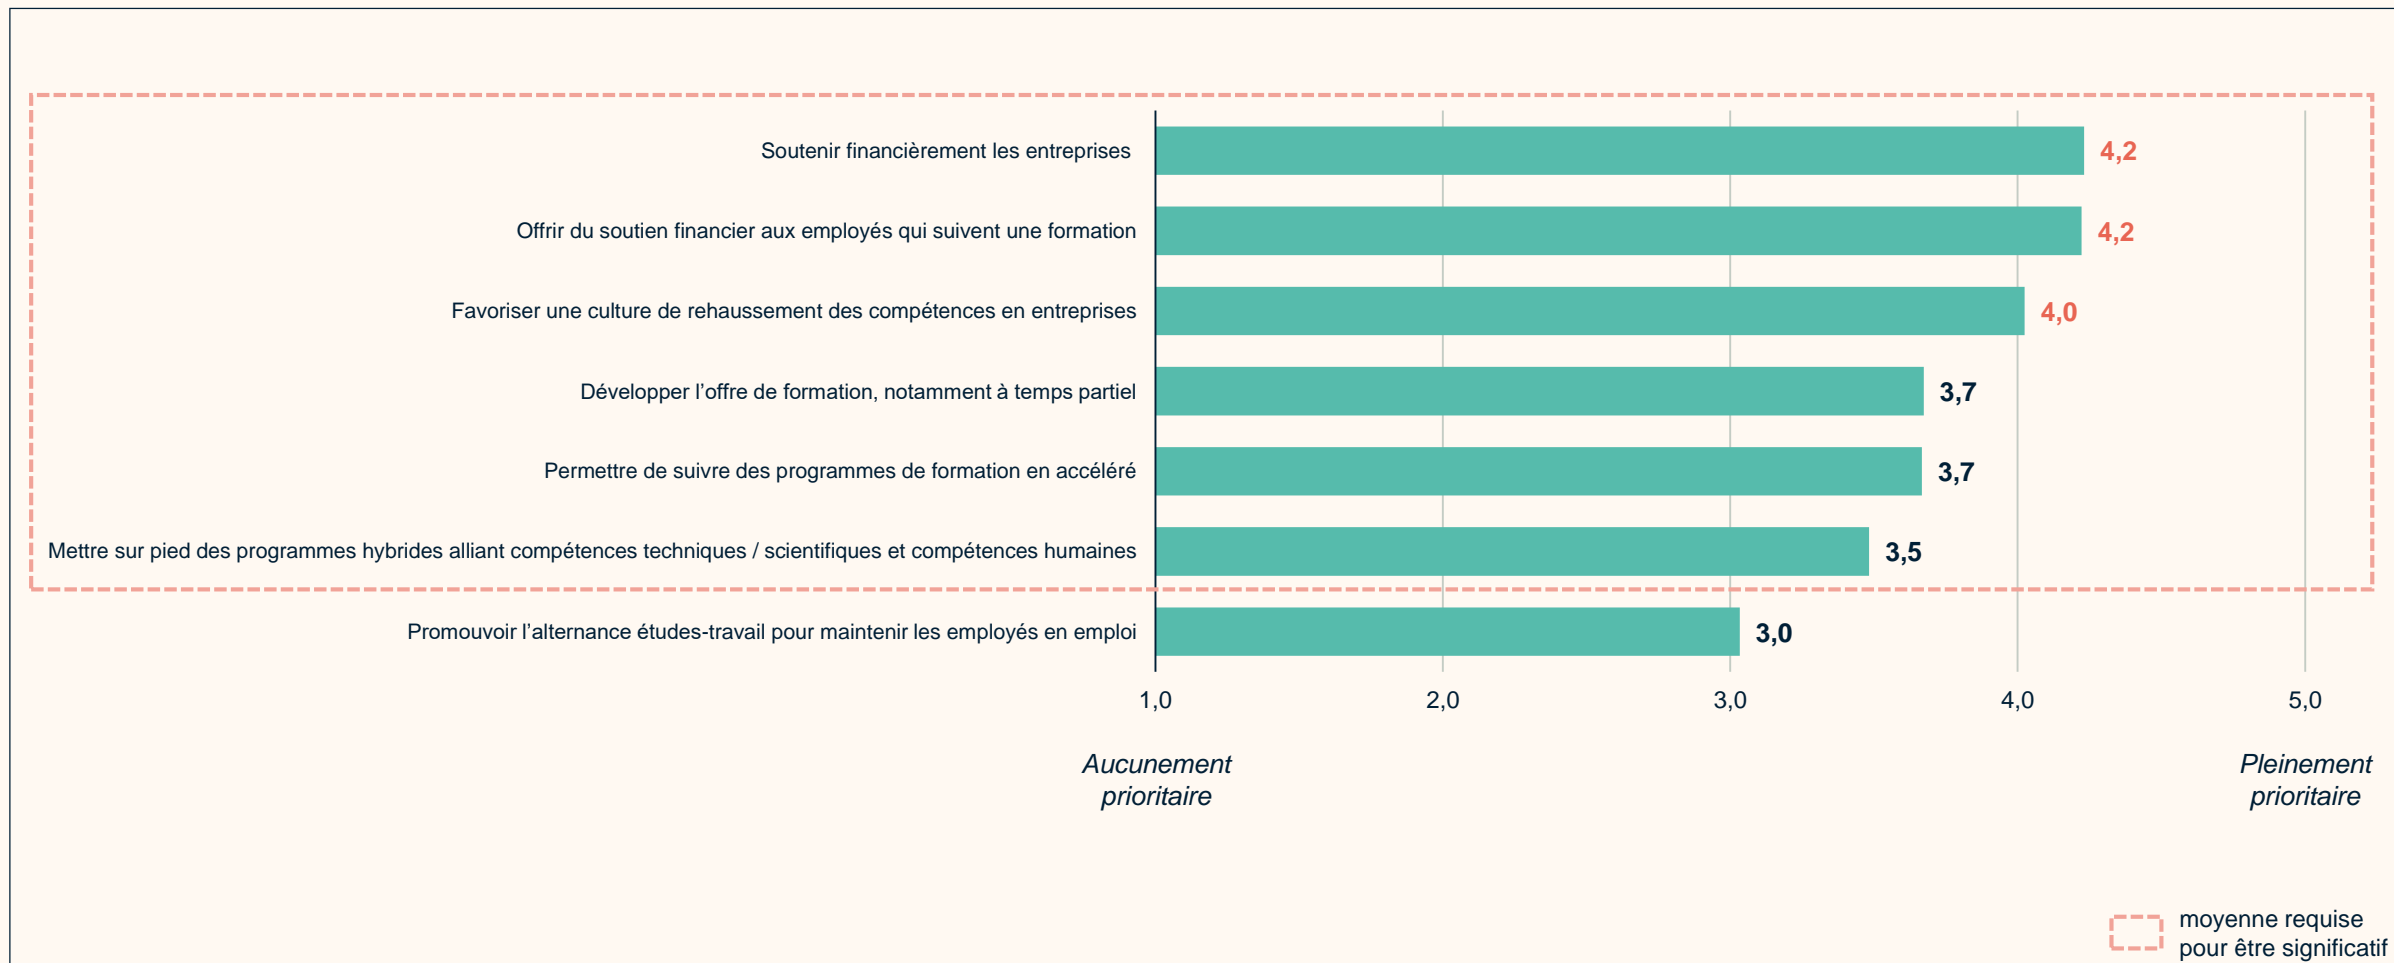 Soutenir financièrement les entreprises 4,2
Offrir du soutien financier aux employés qui suivent une formation 4,2
Favoriser une culture de rehaussement des compétences en entreprises 4,0
Développer l’offre de formation, notamment à temps partiel 3,7
Permettre de suivre des programmes de formation en accéléré 3,7
Mettre sur pied des programmes hybrides alliant compétences techniques / scientifiques et compétences humaines 3,5
Promouvoir l’alternance études-travail pour maintenir les employés en emploi 3,0
1,0 2,0 3,0 4,0 5,0
Aucunement
prioritaire
Pleinement
prioritaire
moyenne requise
pour être significatif